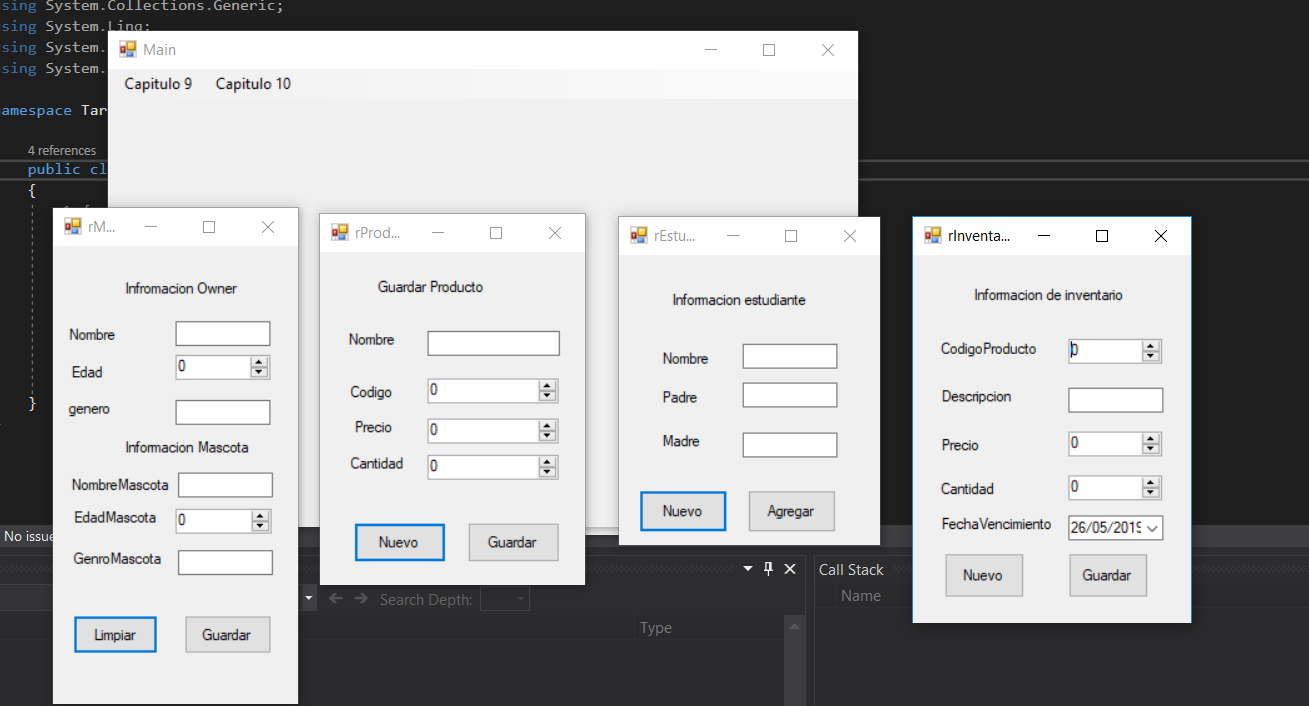 sing System.Collections.Generic;
sing System.Linq;
sing System.
sing System.
amespace Tar
4 references
public cl
{
}
No issue
Main
Capitulo 9 Capitulo 10
rM...
Infromacion Owner
Nombre
Edad 0
genero
Informacion Mascota
NombreMascota
EdadMascota 0
GenroMascota
Limpiar Guardar
rProd...
Guardar Producto
Nombre
Codigo 0
Precio 0
Cantidad 0
Nuevo Guardar
rEstu...
Informacion estudiante
Nombre
Padre
Madre
Nuevo Agregar
rInventa...
Informacion de inventario
CodigoProducto 0
Descripcion
Precio 0
Cantidad 0
FechaVencimiento 26/05/2019
Nuevo Guardar
Search Depth:
Type
Call Stack
Name